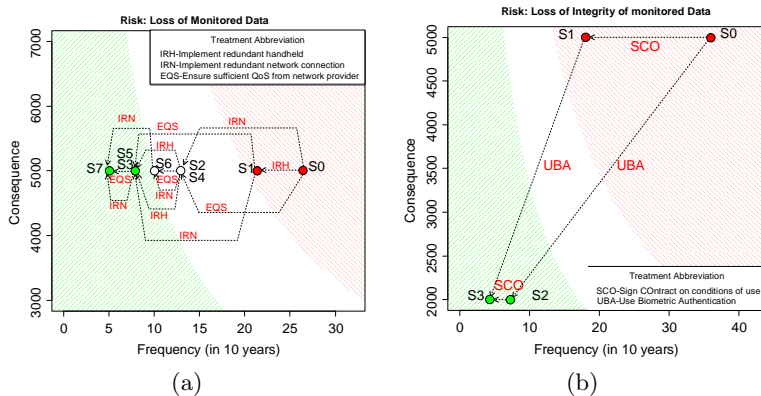 Risk: Loss of Monitored Data
Treatment Abbreviation
IRH-Implement redundant handheld
IRN-Implement redundant network connection
EQS-Ensure sufficient QoS from network provider
Consequence
7000
6000
5000
4000
3000
IRN
EQS
IRN
S5
IRH
S7
S3
S6
S2
S1
IRH
S0
EQS
EQS
S4
IRN
IRN
IRH
EQS
IRN
0 5 10 15 20 25 30
Frequency (in 10 years)
(a)
Risk: Loss of Integrity of monitored Data
Consequence
5000
4500
4000
3500
3000
2500
2000
S1
SCO
S0
UBA
UBA
SCO
S3
S2
Treatment Abbreviation
SCO-Sign COntract on conditions of use
UBA-Use Biometric Authentication
0 10 20 30 40
Frequency (in 10 years)
(b)